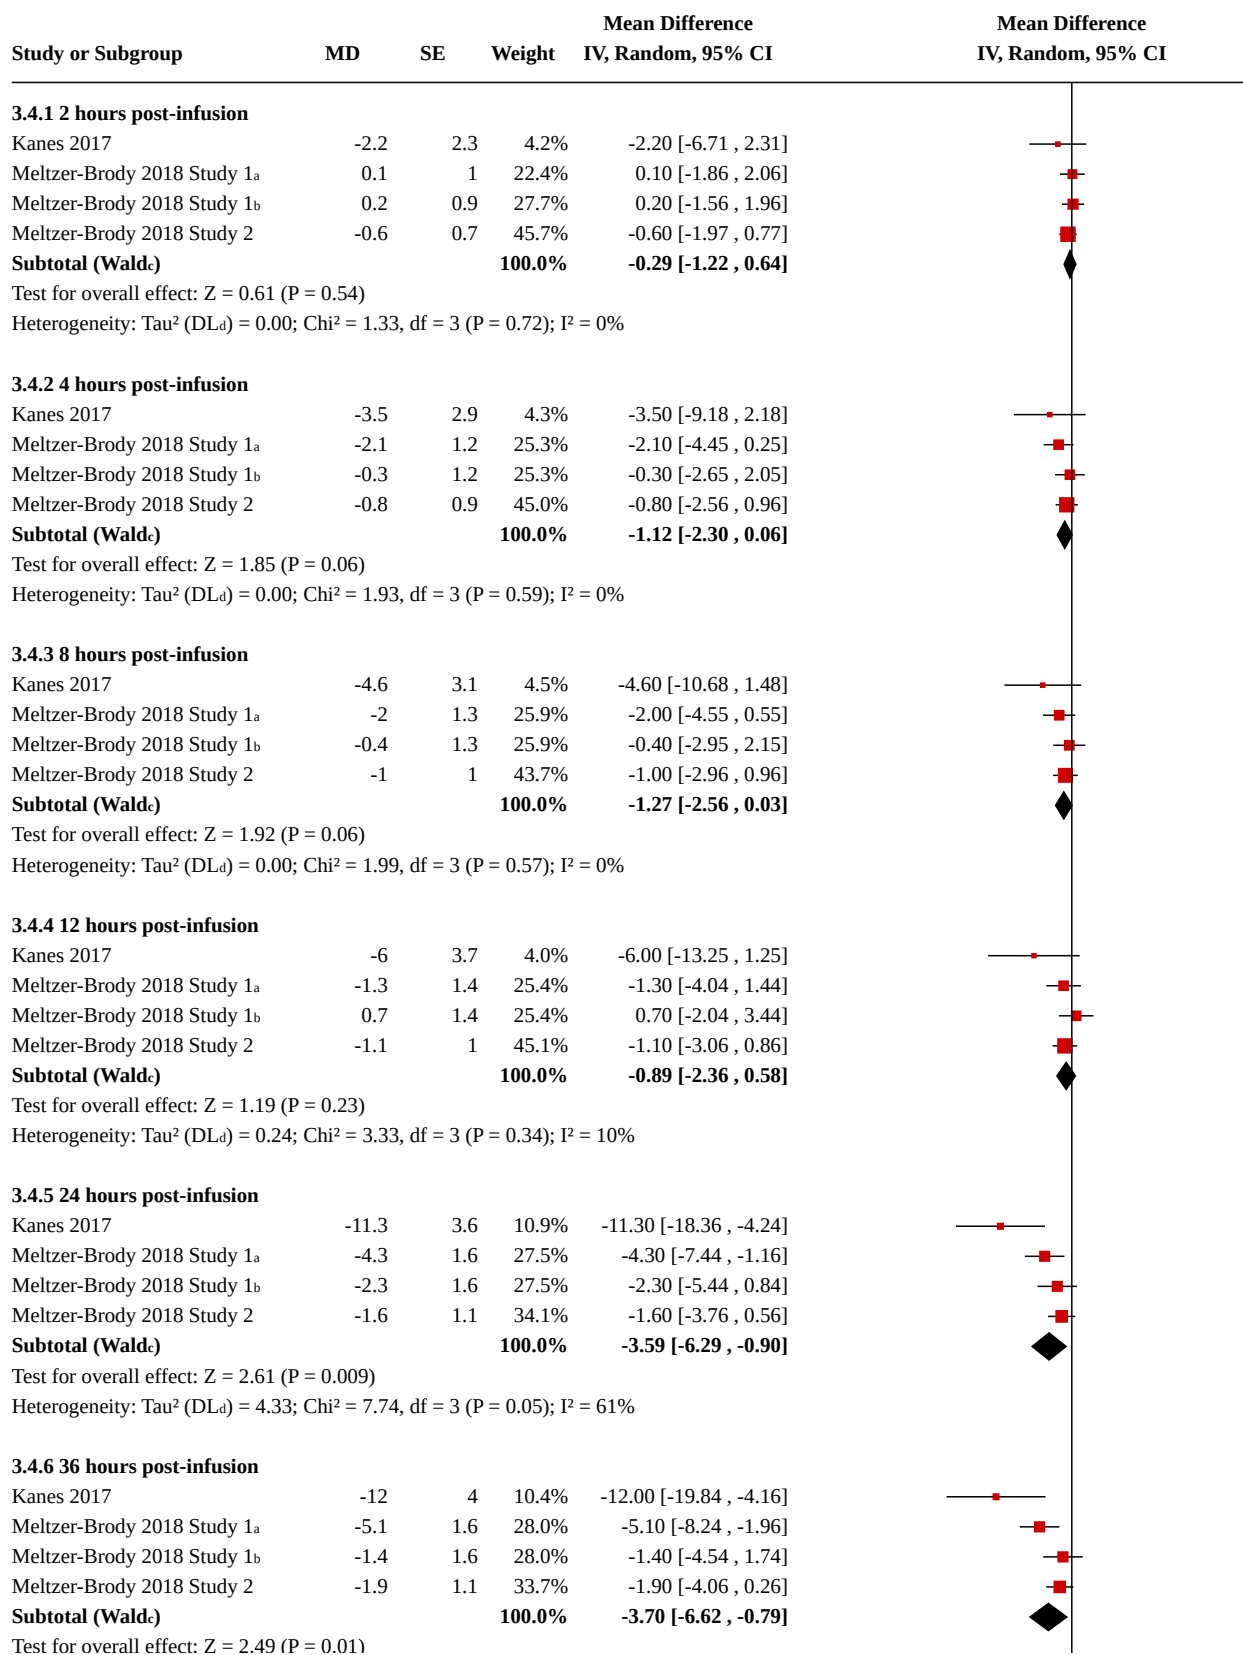 Mean Difference Mean Difference
Study or Subgroup MD SE Weight IV, Random, 95% CI IV, Random, 95% CI
3.4.1 2 hours post-infusion
Kanes 2017 -2.2 2.3 4.2% -2.20 [-6.71 , 2.31]
Meltzer-Brody 2018 Study 1a 0.1 1 22.4% 0.10 [-1.86 , 2.06]
Meltzer-Brody 2018 Study 1b 0.2 0.9 27.7% 0.20 [-1.56 , 1.96]
Meltzer-Brody 2018 Study 2 -0.6 0.7 45.7% -0.60 [-1.97 , 0.77]
Subtotal (Waldc) 100.0% -0.29 [-1.22 , 0.64]
Test for overall effect: Z = 0.61 (P = 0.54)
Heterogeneity: Tau² (DLd) = 0.00; Chi² = 1.33, df = 3 (P = 0.72); I² = 0%
3.4.2 4 hours post-infusion
Kanes 2017 -3.5 2.9 4.3% -3.50 [-9.18 , 2.18]
Meltzer-Brody 2018 Study 1a -2.1 1.2 25.3% -2.10 [-4.45 , 0.25]
Meltzer-Brody 2018 Study 1b -0.3 1.2 25.3% -0.30 [-2.65 , 2.05]
Meltzer-Brody 2018 Study 2 -0.8 0.9 45.0% -0.80 [-2.56 , 0.96]
Subtotal (Waldc) 100.0% -1.12 [-2.30 , 0.06]
Test for overall effect: Z = 1.85 (P = 0.06)
Heterogeneity: Tau² (DLd) = 0.00; Chi² = 1.93, df = 3 (P = 0.59); I² = 0%
3.4.3 8 hours post-infusion
Kanes 2017 -4.6 3.1 4.5% -4.60 [-10.68 , 1.48]
Meltzer-Brody 2018 Study 1a -2 1.3 25.9% -2.00 [-4.55 , 0.55]
Meltzer-Brody 2018 Study 1b -0.4 1.3 25.9% -0.40 [-2.95 , 2.15]
Meltzer-Brody 2018 Study 2 -1 1 43.7% -1.00 [-2.96 , 0.96]
Subtotal (Waldc) 100.0% -1.27 [-2.56 , 0.03]
Test for overall effect: Z = 1.92 (P = 0.06)
Heterogeneity: Tau² (DLd) = 0.00; Chi² = 1.99, df = 3 (P = 0.57); I² = 0%
3.4.4 12 hours post-infusion
Kanes 2017 -6 3.7 4.0% -6.00 [-13.25 , 1.25]
Meltzer-Brody 2018 Study 1a -1.3 1.4 25.4% -1.30 [-4.04 , 1.44]
Meltzer-Brody 2018 Study 1b 0.7 1.4 25.4% 0.70 [-2.04 , 3.44]
Meltzer-Brody 2018 Study 2 -1.1 1 45.1% -1.10 [-3.06 , 0.86]
Subtotal (Waldc) 100.0% -0.89 [-2.36 , 0.58]
Test for overall effect: Z = 1.19 (P = 0.23)
Heterogeneity: Tau² (DLd) = 0.24; Chi² = 3.33, df = 3 (P = 0.34); I² = 10%
3.4.5 24 hours post-infusion
Kanes 2017 -11.3 3.6 10.9% -11.30 [-18.36 , -4.24]
Meltzer-Brody 2018 Study 1a -4.3 1.6 27.5% -4.30 [-7.44 , -1.16]
Meltzer-Brody 2018 Study 1b -2.3 1.6 27.5% -2.30 [-5.44 , 0.84]
Meltzer-Brody 2018 Study 2 -1.6 1.1 34.1% -1.60 [-3.76 , 0.56]
Subtotal (Waldc) 100.0% -3.59 [-6.29 , -0.90]
Test for overall effect: Z = 2.61 (P = 0.009)
Heterogeneity: Tau² (DLd) = 4.33; Chi² = 7.74, df = 3 (P = 0.05); I² = 61%
3.4.6 36 hours post-infusion
Kanes 2017 -12 4 10.4% -12.00 [-19.84 , -4.16]
Meltzer-Brody 2018 Study 1a -5.1 1.6 28.0% -5.10 [-8.24 , -1.96]
Meltzer-Brody 2018 Study 1b -1.4 1.6 28.0% -1.40 [-4.54 , 1.74]
Meltzer-Brody 2018 Study 2 -1.9 1.1 33.7% -1.90 [-4.06 , 0.26]
Subtotal (Waldc) 100.0% -3.70 [-6.62 , -0.79]
Test for overall effect: Z = 2.49 (P = 0.01)